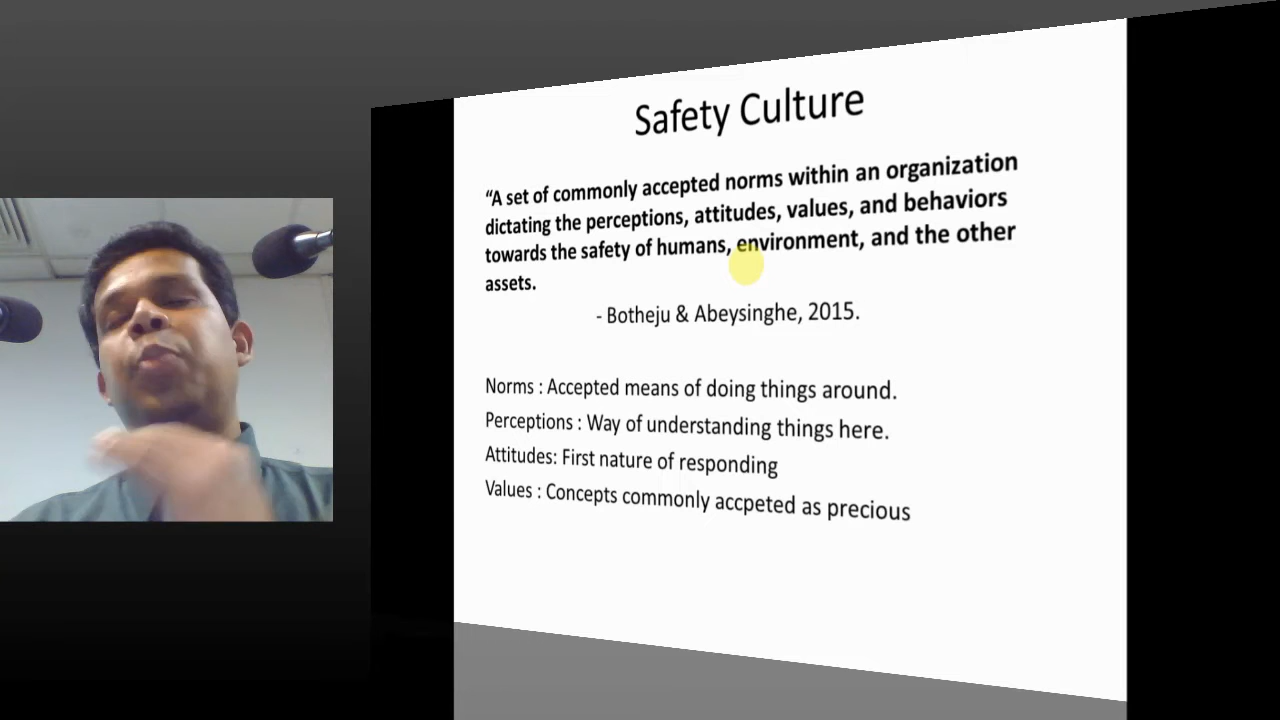 Safety Culture
“A set of commonly accepted norms within an organization
dictating the perceptions, attitudes, values, and behaviors
towards the safety of humans, environment, and the other
assets.
- Botheju & Abeysinghe, 2015.
Norms : Accepted means of doing things around.
Perceptions : Way of understanding things here.
Attitudes: First nature of responding
Values : Concepts commonly accpeted as precious